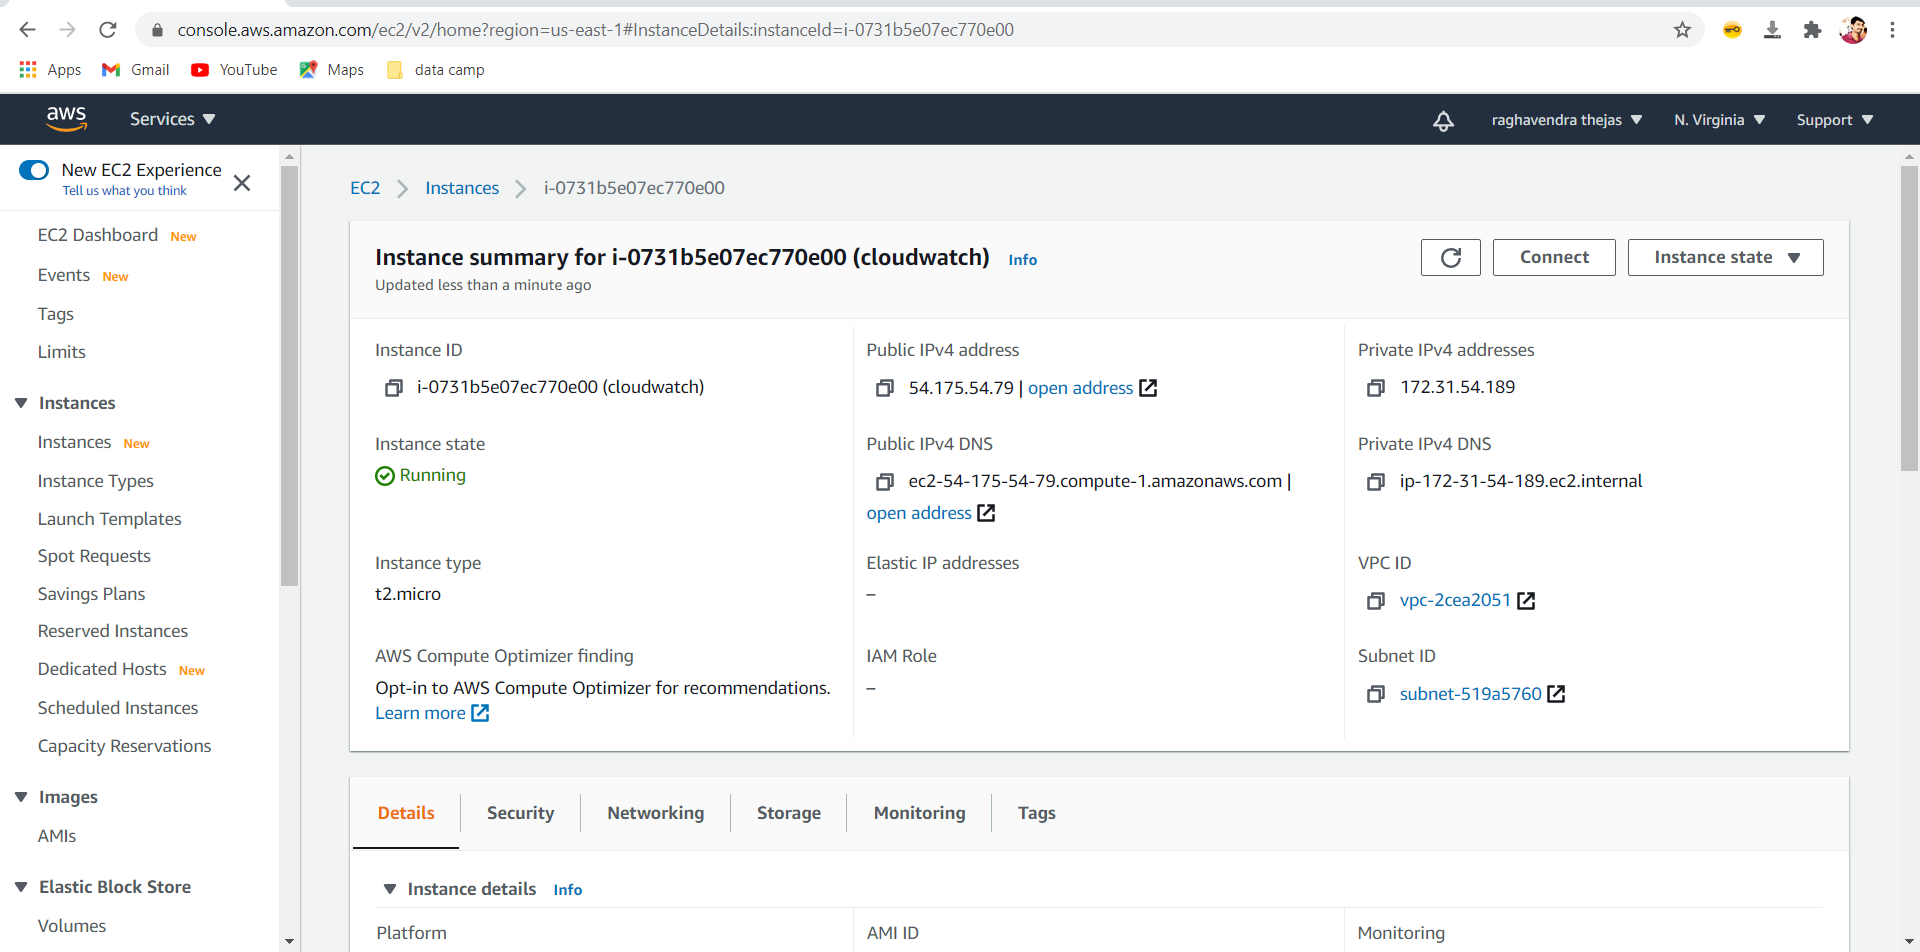 console.aws.amazon.com/ec2/v2/home?region=us-east-1#InstanceDetails:instanceId=i-0731b5e07ec770e00
Apps Gmail YouTube Maps data camp
aws Services raghavendra thejas N. Virginia Support
New EC2 Experience
Tell us what you think
EC2 Dashboard New
Events New
Tags
Limits
Instances
Instances New
Instance Types
Launch Templates
Spot Requests
Savings Plans
Reserved Instances
Dedicated Hosts New
Scheduled Instances
Capacity Reservations
Images
AMIs
Elastic Block Store
Volumes
EC2 Instances i-0731b5e07ec770e00
Instance summary for i-0731b5e07ec770e00 (cloudwatch) Info
Updated less than a minute ago
Connect Instance state
Instance ID
i-0731b5e07ec770e00 (cloudwatch)
Public IPv4 address
54.175.54.79 | open address
Private IPv4 addresses
172.31.54.189
Instance state
Running
Public IPv4 DNS
ec2-54-175-54-79.compute-1.amazonaws.com |
open address
Private IPv4 DNS
ip-172-31-54-189.ec2.internal
Instance type
t2.micro
Elastic IP addresses
–
VPC ID
vpc-2cea2051
AWS Compute Optimizer finding
Opt-in to AWS Compute Optimizer for recommendations.
Learn more
IAM Role
–
Subnet ID
subnet-519a5760
Details Security Networking Storage Monitoring Tags
Instance details Info
Platform AMI ID Monitoring